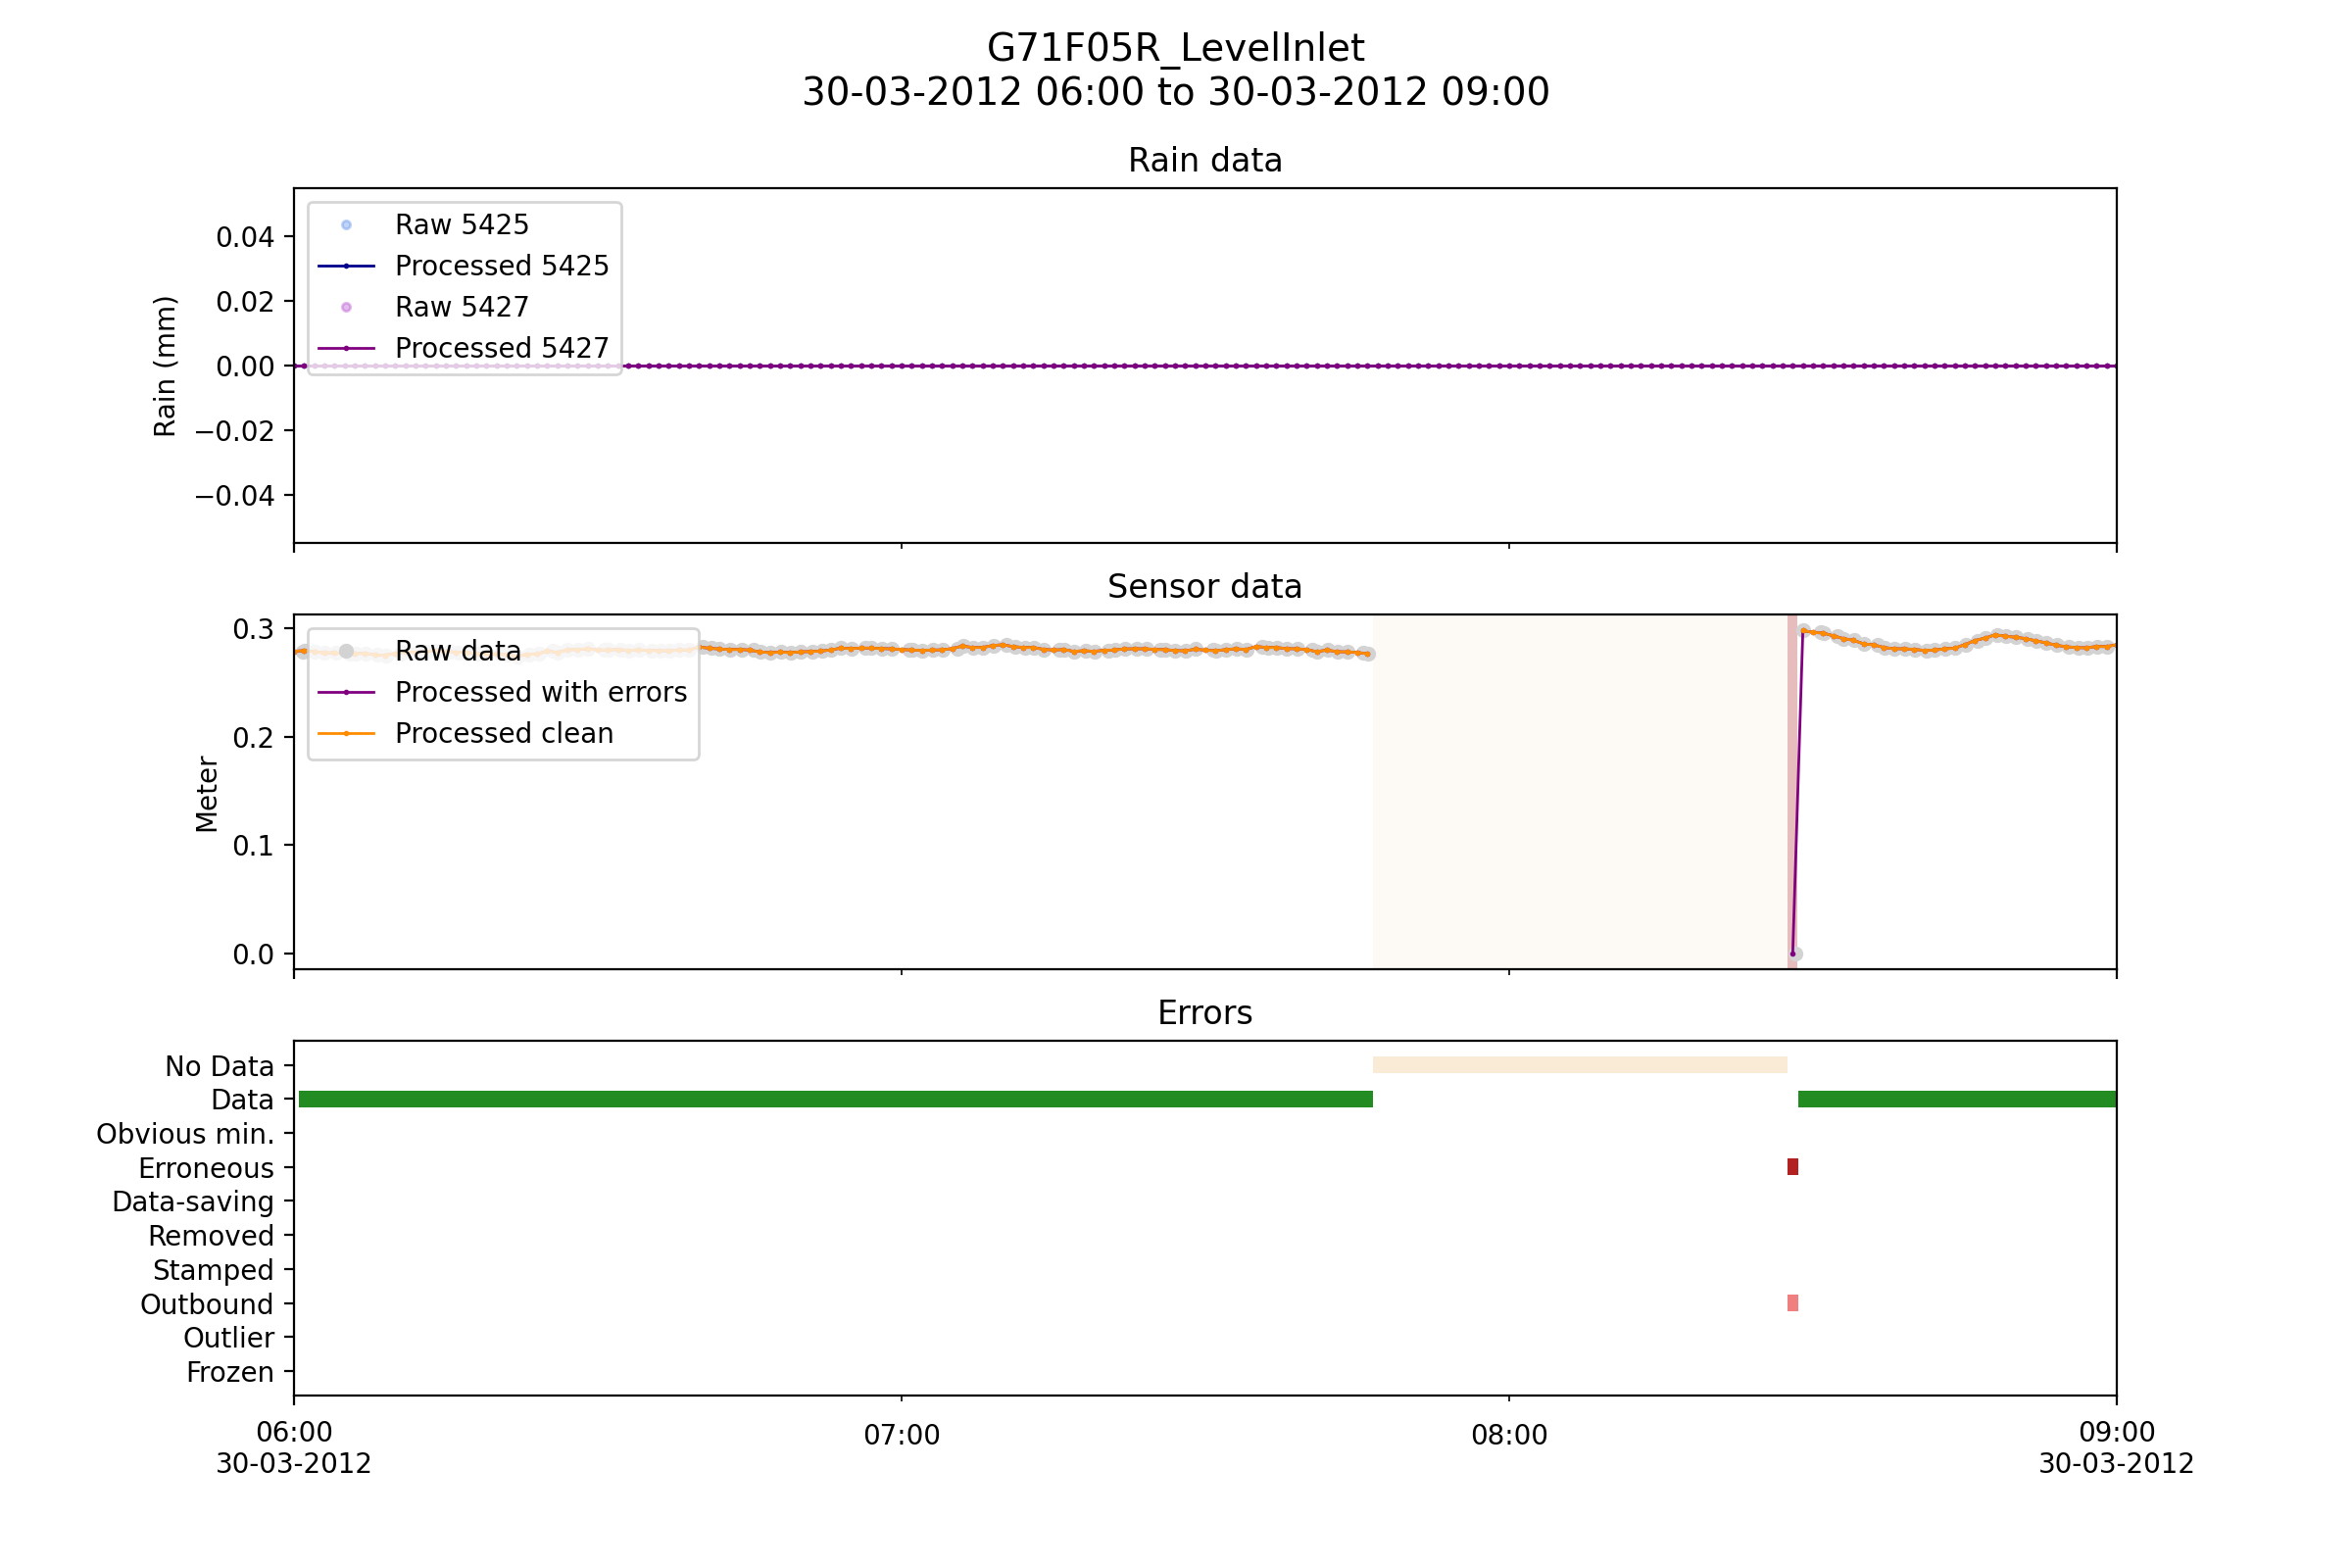 G71F05R_LevelInlet
30-03-2012 06:00 to 30-03-2012 09:00
Rain data
Rain (mm)
0.04
0.02
0.00
−0.02
−0.04
Raw 5425
Processed 5425
Raw 5427
Processed 5427
Sensor data
Meter
0.3
0.2
0.1
0.0
Raw data
Processed with errors
Processed clean
Errors
No Data
Data
Obvious min.
Erroneous
Data-saving
Removed
Stamped
Outbound
Outlier
Frozen
06:00
30-03-2012
07:00
08:00
09:00
30-03-2012